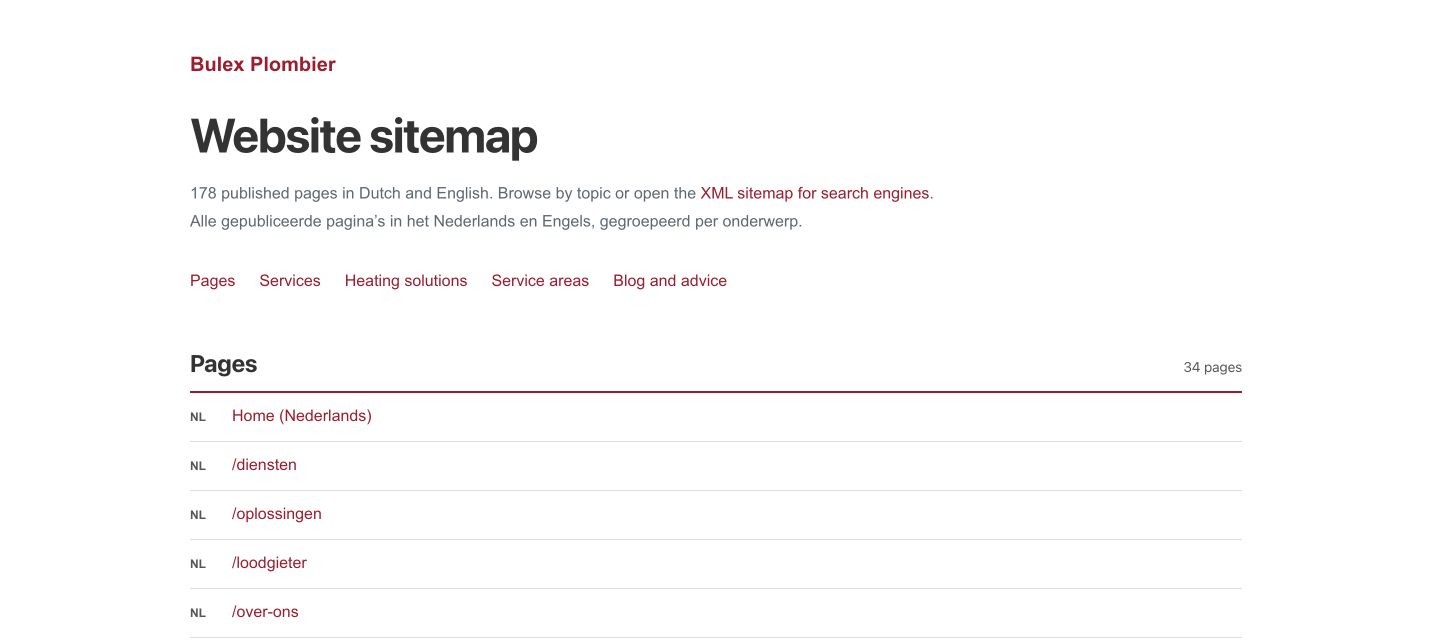 Bulex Plombier
Website sitemap
178 published pages in Dutch and English. Browse by topic or open the XML sitemap for search engines.
Alle gepubliceerde pagina’s in het Nederlands en Engels, gegroepeerd per onderwerp.
Pages Services Heating solutions Service areas Blog and advice
Pages 34 pages
NL Home (Nederlands)
NL /diensten
NL /oplossingen
NL /loodgieter
NL /over-ons